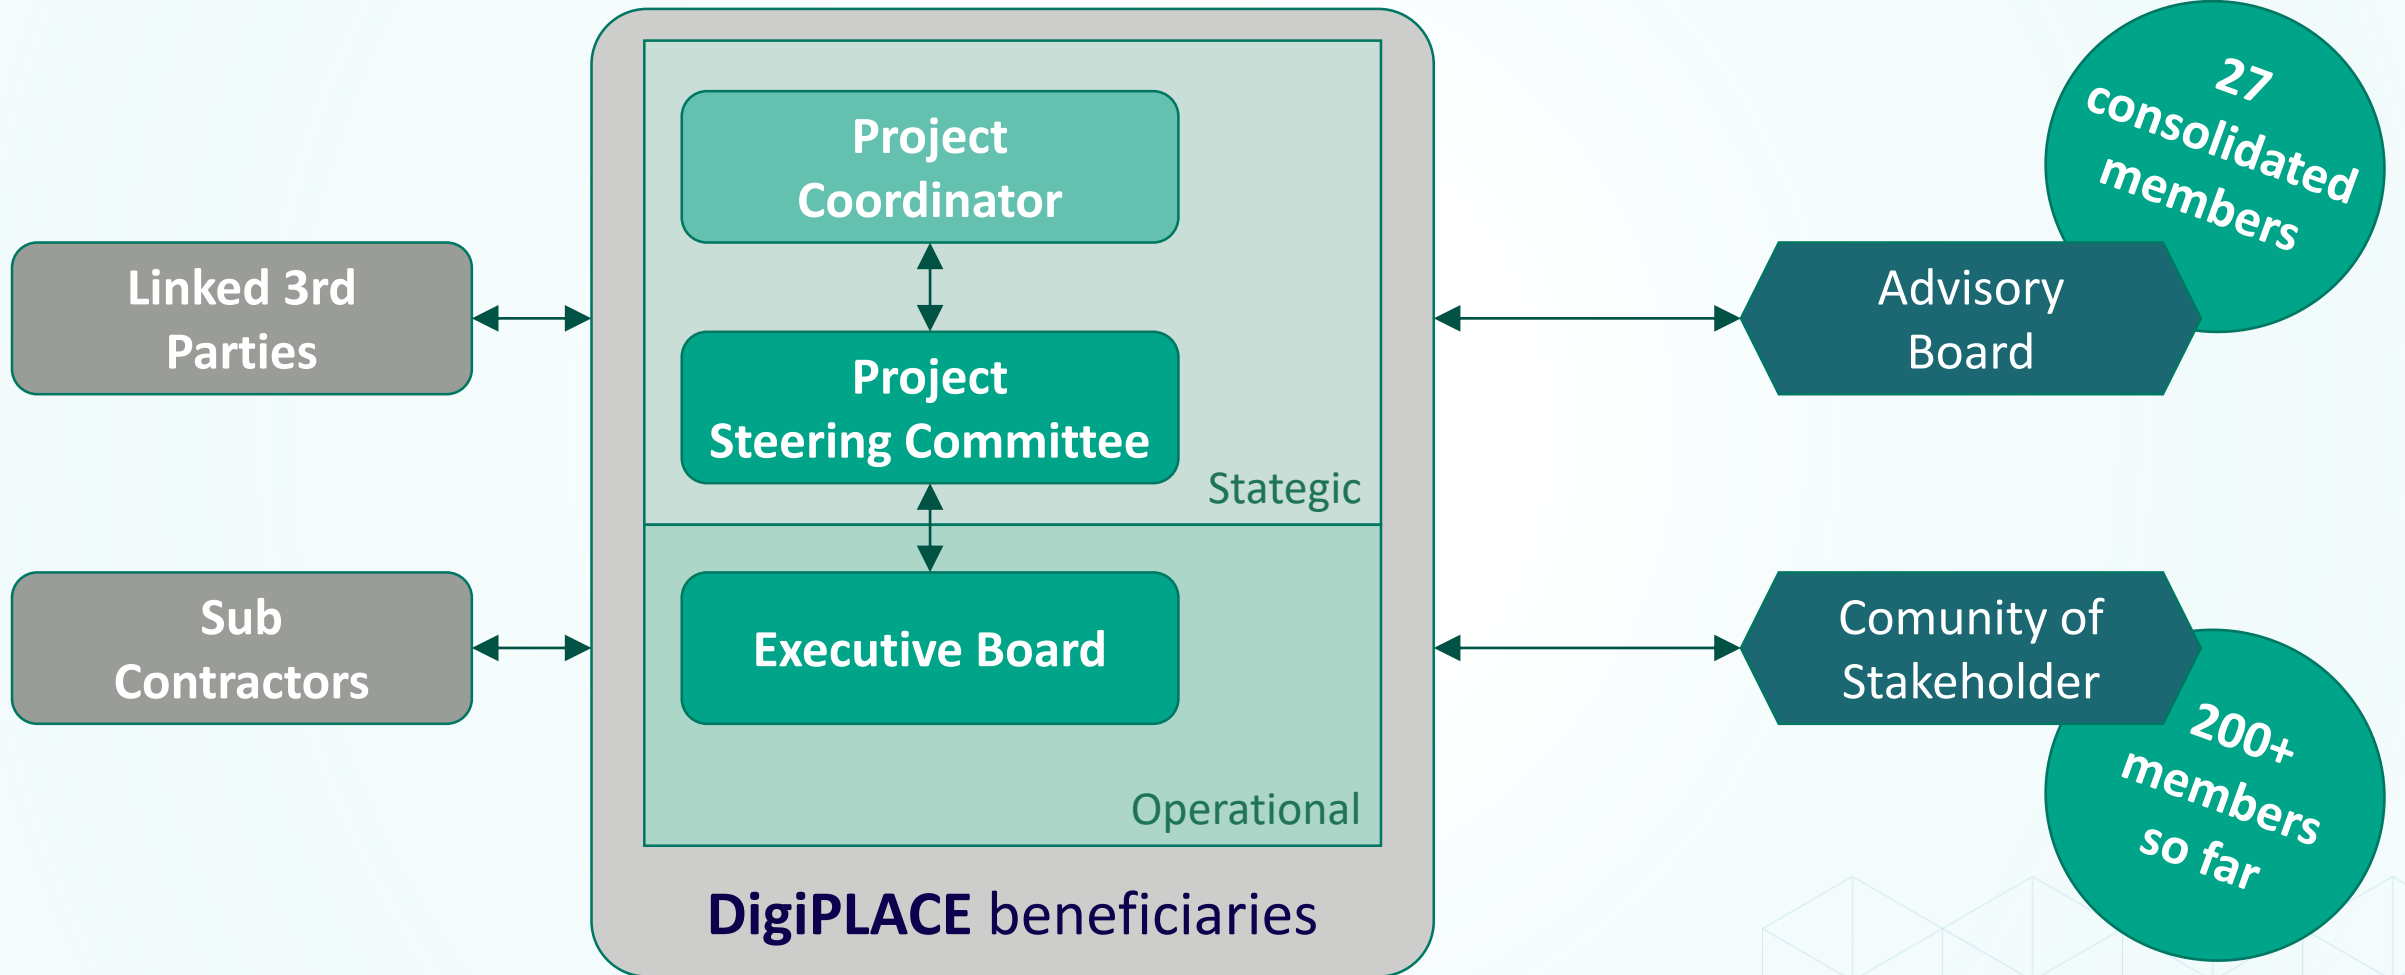 Linked 3rd
Parties
Sub
Contractors
Project
Coordinator
Project
Steering Committee
Stategic
Executive Board
Operational
DigiPLACE beneficiaries
27
consolidated
members
Advisory
Board
Comunity of
Stakeholder
200+
members
so far